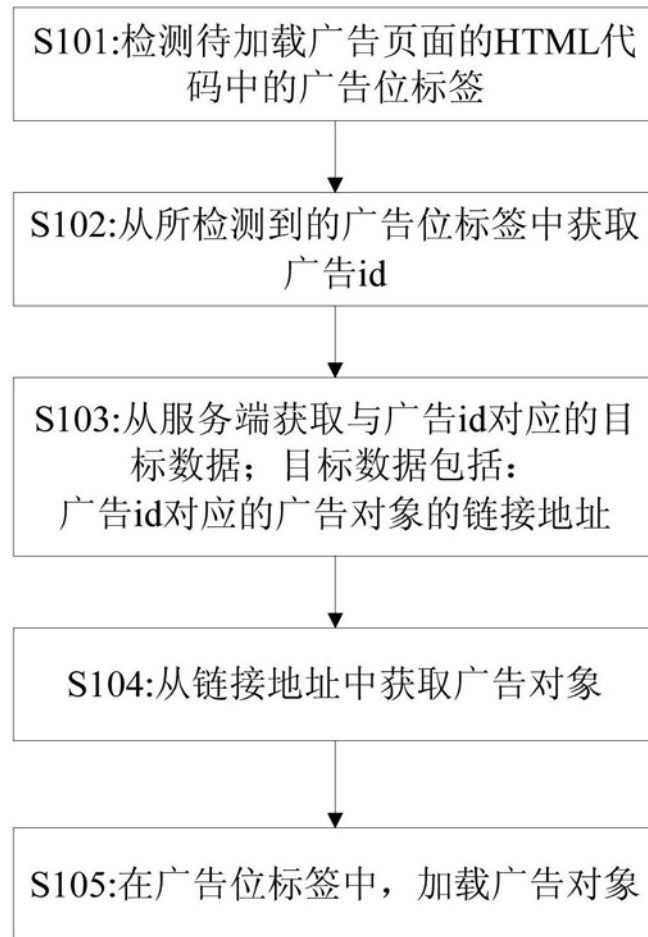 S101:检测待加载广告页面的HTML代
码中的广告位标签
S102:从所检测到的广告位标签中获取
广告id
S103:从服务端获取与广告id对应的目
标数据；目标数据包括：
广告id对应的广告对象的链接地址
S104:从链接地址中获取广告对象
S105:在广告位标签中，加载广告对象